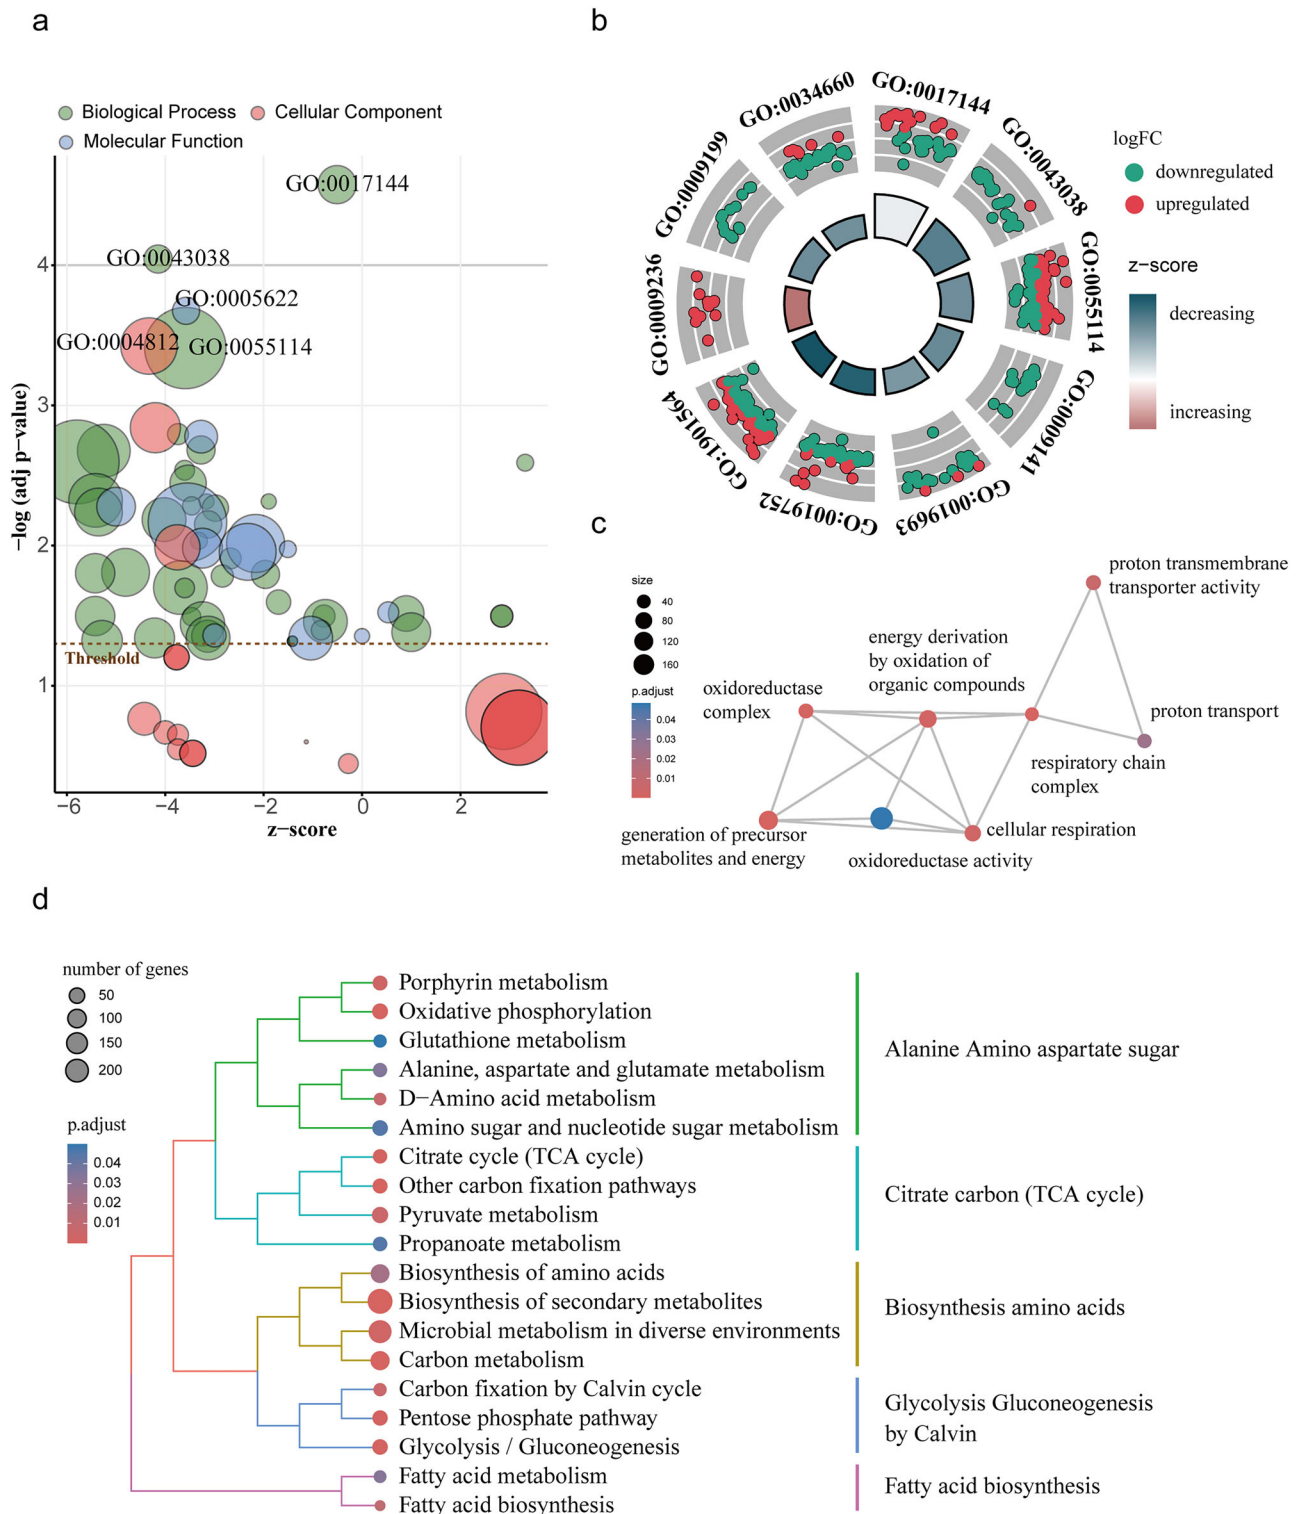 a
Biological Process
Cellular Component
Molecular Function
GO:0017144
GO:0043038
GO:0005622
GO:0004812
GO:0055114
Threshold
4
3
2
1
−6
−4
−2
0
2
−log (adj p−value)
z−score
b
GO:0034660
GO:0017144
GO:0043038
GO:0055114
GO:0009141
GO:0019693
GO:0019752
GO:1901564
GO:0009236
GO:0009199
logFC
downregulated
upregulated
z−score
decreasing
increasing
c
size
40
80
120
160
p.adjust
0.04
0.03
0.02
0.01
proton transmembrane
transporter activity
energy derivation
by oxidation of
organic compounds
oxidoreductase
complex
proton transport
respiratory chain
complex
generation of precursor
metabolites and energy
oxidoreductase activity
cellular respiration
d
number of genes
50
100
150
200
p.adjust
0.04
0.03
0.02
0.01
Porphyrin metabolism
Oxidative phosphorylation
Glutathione metabolism
Alanine, aspartate and glutamate metabolism
D−Amino acid metabolism
Amino sugar and nucleotide sugar metabolism
Citrate cycle (TCA cycle)
Other carbon fixation pathways
Pyruvate metabolism
Propanoate metabolism
Biosynthesis of amino acids
Biosynthesis of secondary metabolites
Microbial metabolism in diverse environments
Carbon metabolism
Carbon fixation by Calvin cycle
Pentose phosphate pathway
Glycolysis / Gluconeogenesis
Fatty acid metabolism
Fatty acid biosynthesis
Alanine Amino aspartate sugar
Citrate carbon (TCA cycle)
Biosynthesis amino acids
Glycolysis Gluconeogenesis
by Calvin
Fatty acid biosynthesis